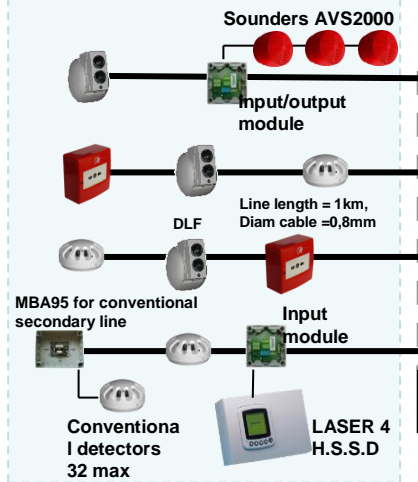 Sounders AVS2000
Input/output
module
Line length = 1km,
Diam cable =0,8mm
DLF
MBA95 for conventional
secondary line
Input
module
Conventiona
l detectors
32 max
LASER 4
H.S.S.D